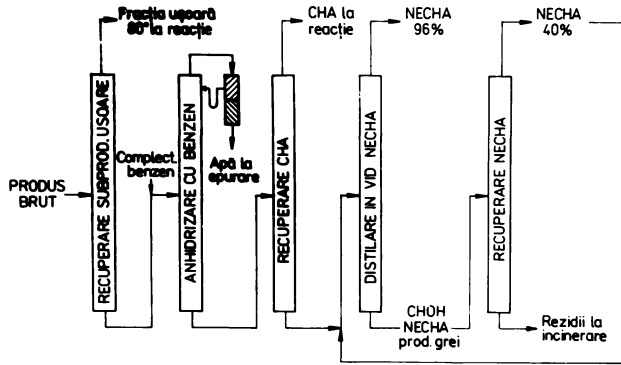 Fracția ușoară
80° la reacție
CHA la
reacție
NECHA
96%
NECHA
40%
PRODUS
BRUT
RECUPERARE SUBPROD. USOARE
Complect.
benzen
ANHIDRIZARE CU BENZEN
Apă la
epurare
RECUPERARE CHA
DISTILARE IN VID NECHA
CHOH
NECHA
prod. grei
RECUPERARE NECHA
Rezidii la
incinerare